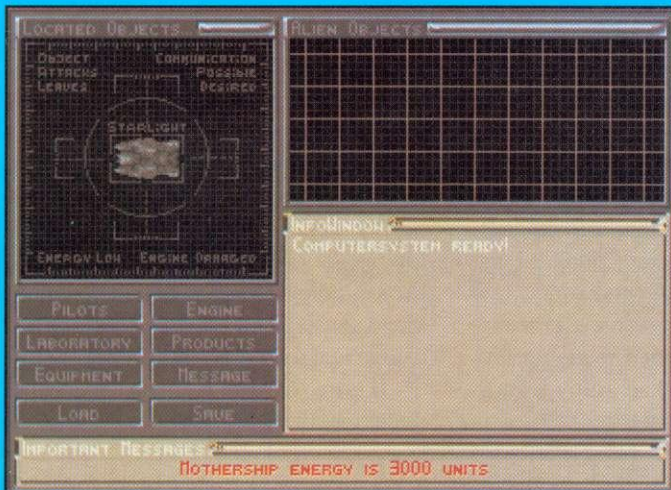 Located Objects
Object Attacks Leaves
Communication Possible Desired
STARLIGHT
Energy Low Engine Damaged
Alien Objects
InfoWindow:
Computersystem ready!
Pilots Engine
Laboratory Products
Equipment Message
Load Save
Important Messages:
Mothership energy is 3000 units